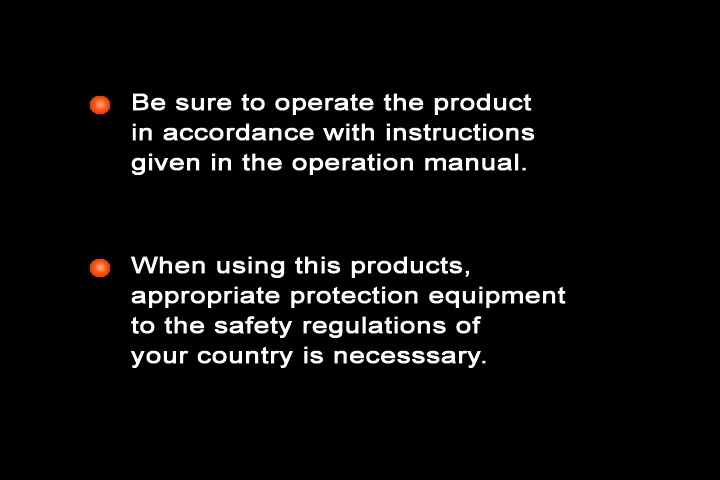 Be sure to operate the product
in accordance with instructions
given in the operation manual.
When using this products,
appropriate protection equipment
to the safety regulations of
your country is necesssary.